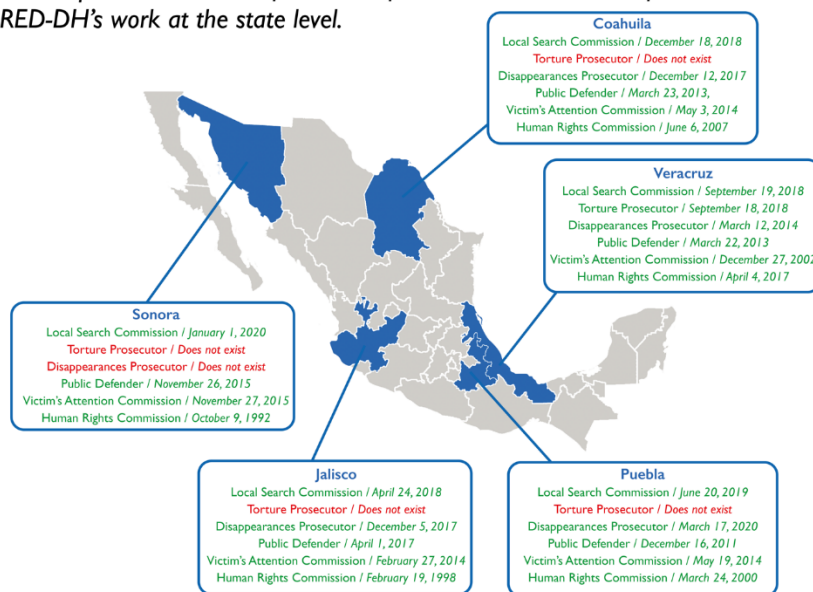 RED-DH's work at the state level.
Coahuila
Local Search Commission / December 18, 2018
Torture Prosecutor / Does not exist
Disappearances Prosecutor / December 12, 2017
Public Defender / March 23, 2013,
Victim's Attention Commission / May 3, 2014
Human Rights Commission / June 6, 2007
Veracruz
Local Search Commission / September 19, 2018
Torture Prosecutor / September 18, 2018
Disappearances Prosecutor / March 12, 2014
Public Defender / March 22, 2013
Victim's Attention Commission / December 27, 2002
Human Rights Commission / April 4, 2017
Sonora
Local Search Commission / January 1, 2020
Torture Prosecutor / Does not exist
Disappearances Prosecutor / Does not exist
Public Defender / November 26, 2015
Victim's Attention Commission / November 27, 2015
Human Rights Commission / October 9, 1992
Jalisco
Local Search Commission / April 24, 2018
Torture Prosecutor / Does not exist
Disappearances Prosecutor / December 5, 2017
Public Defender / April 1, 2017
Victim's Attention Commission / February 27, 2014
Human Rights Commission / February 19, 1998
Puebla
Local Search Commission / June 20, 2019
Torture Prosecutor / Does not exist
Disappearances Prosecutor / March 17, 2020
Public Defender / December 16, 2011
Victim's Attention Commission / May 19, 2014
Human Rights Commission / March 24, 2000